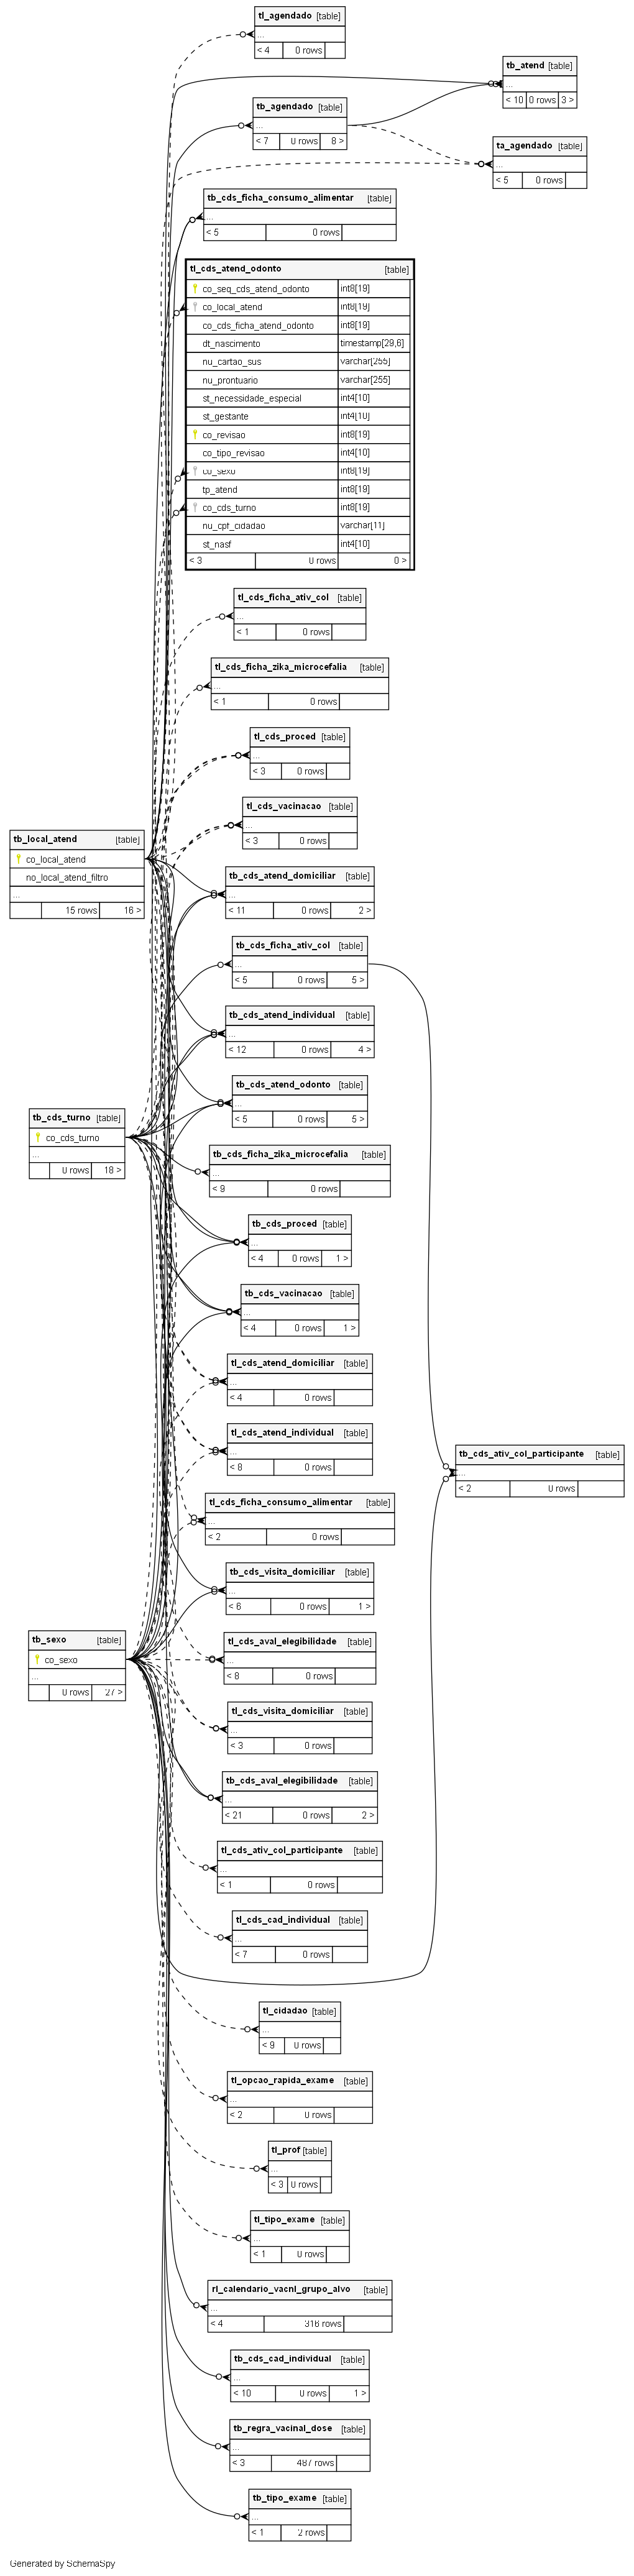 tl_agendado [table]
...
< 4 0 rows
tb_atend [table]
...
< 10 0 rows 3 >
tb_agendado [table]
...
< 7 0 rows 8 >
ta_agendado [table]
...
< 5 0 rows
tb_cds_ficha_consumo_alimentar [table]
...
< 5 0 rows
tl_cds_atend_odonto [table]
co_seq_cds_atend_odonto int8[19]
co_local_atend int8[19]
co_cds_ficha_atend_odonto int8[19]
dt_nascimento timestamp[29,6]
nu_cartao_sus varchar[255]
nu_prontuario varchar[255]
st_necessidade_especial int4[10]
st_gestante int4[10]
co_revisao int8[19]
co_tipo_revisao int4[10]
co_sexo int8[19]
tp_atend int8[19]
co_cds_turno int8[19]
nu_cpf_cidadao varchar[11]
st_nasf int4[10]
< 3 0 rows 0 >
tl_cds_ficha_ativ_col [table]
...
< 1 0 rows
tl_cds_ficha_zika_microcefalia [table]
...
< 1 0 rows
tl_cds_proced [table]
...
< 3 0 rows
tl_cds_vacinacao [table]
...
< 3 0 rows
tb_local_atend [table]
co_local_atend
no_local_atend_filtro
...
15 rows 16 >
tb_cds_atend_domiciliar [table]
...
< 11 0 rows 2 >
tb_cds_ficha_ativ_col [table]
...
< 5 0 rows 5 >
tb_cds_atend_individual [table]
...
< 12 0 rows 4 >
tb_cds_atend_odonto [table]
...
< 5 0 rows 5 >
tb_cds_turno [table]
co_cds_turno
...
0 rows 18 >
tb_cds_ficha_zika_microcefalia [table]
...
< 9 0 rows
tb_cds_proced [table]
...
< 4 0 rows 1 >
tb_cds_vacinacao [table]
...
< 4 0 rows 1 >
tl_cds_atend_domiciliar [table]
...
< 4 0 rows
tl_cds_atend_individual [table]
...
< 8 0 rows
tb_cds_ativ_col_participante [table]
...
< 2 0 rows
tl_cds_ficha_consumo_alimentar [table]
...
< 2 0 rows
tb_cds_visita_domiciliar [table]
...
< 6 0 rows 1 >
tb_sexo [table]
co_sexo
...
0 rows 27 >
tl_cds_aval_elegibilidade [table]
...
< 8 0 rows
tl_cds_visita_domiciliar [table]
...
< 3 0 rows
tb_cds_aval_elegibilidade [table]
...
< 21 0 rows 2 >
tl_cds_ativ_col_participante [table]
...
< 1 0 rows
tl_cds_cad_individual [table]
...
< 7 0 rows
tl_cidadao [table]
...
< 9 0 rows
tl_opcao_rapida_exame [table]
...
< 2 0 rows
tl_prof [table]
...
< 3 0 rows
tl_tipo_exame [table]
...
< 1 0 rows
rl_calendario_vacnl_grupo_alvo [table]
...
< 4 316 rows
tb_cds_cad_individual [table]
...
< 10 0 rows 1 >
tb_regra_vacinal_dose [table]
...
< 3 487 rows
tb_tipo_exame [table]
...
< 1 2 rows
Generated by SchemaSpy